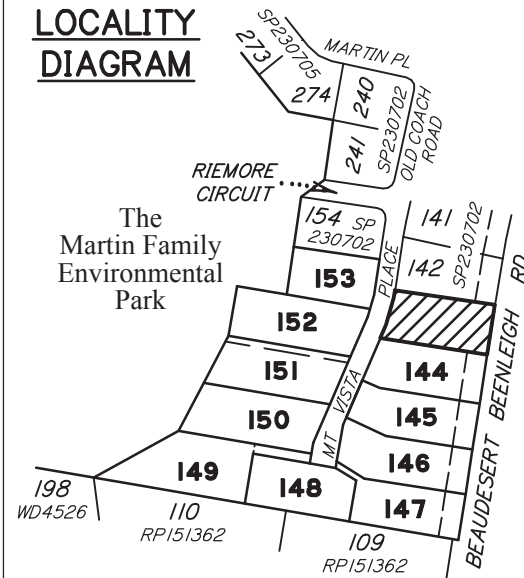 LOCALITY
DIAGRAM
SP230705
273
274
MARTIN PL
240
241
SP230702
OLD COACH
ROAD
RIEMORE
CIRCUIT
The
Martin Family
Environmental
Park
154 SP
230702
141
142
SP230702
153
MT VISTA PLACE
152
151
150
149
148
144
145
146
147
BEAUDESERT BEENLEIGH RD
198
WD4526
110
RP151362
109
RP151362